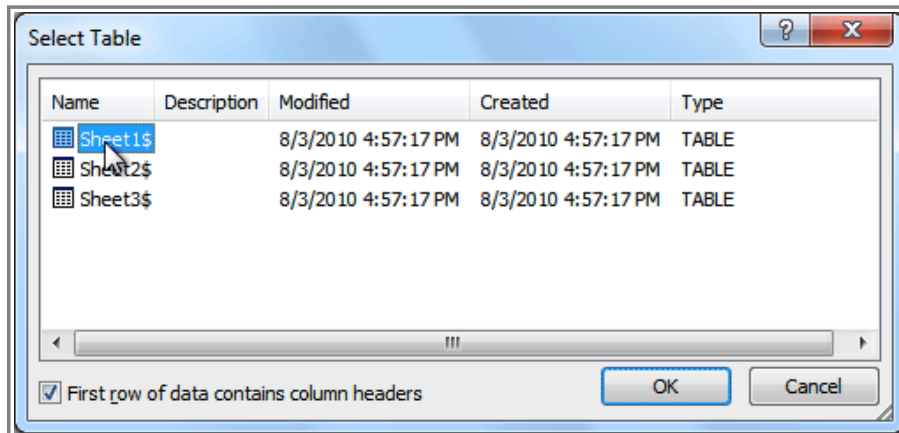 Select Table
Name Description Modified Created Type
Sheet1$ 8/3/2010 4:57:17 PM 8/3/2010 4:57:17 PM TABLE
Sheet2$ 8/3/2010 4:57:17 PM 8/3/2010 4:57:17 PM TABLE
Sheet3$ 8/3/2010 4:57:17 PM 8/3/2010 4:57:17 PM TABLE
First row of data contains column headers OK Cancel